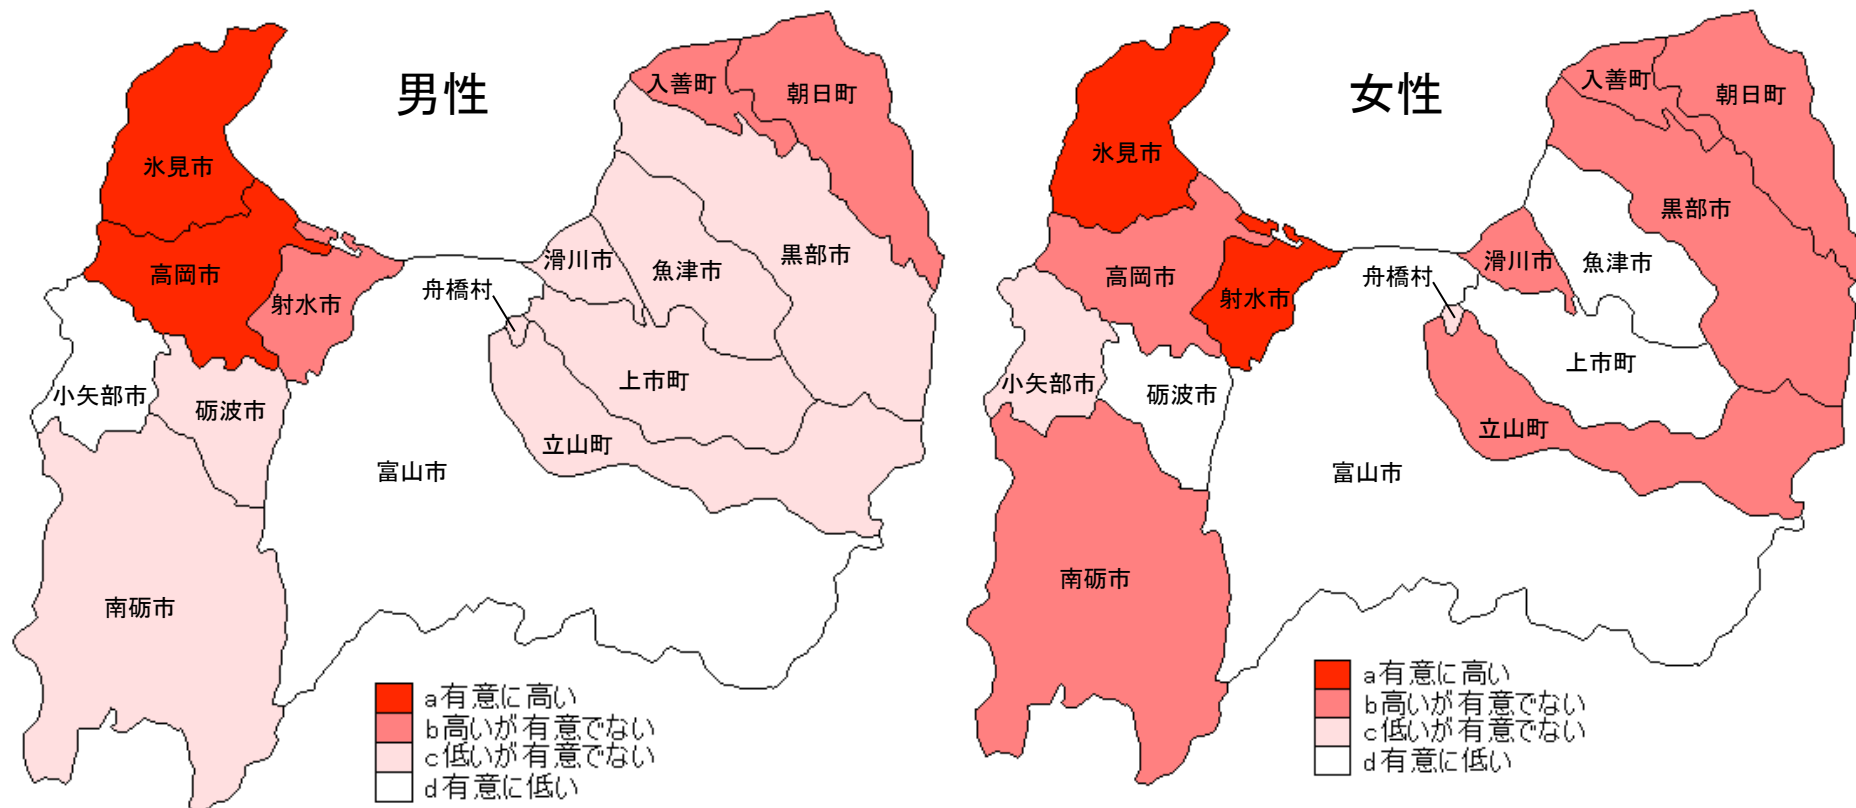 男性
入善町
朝日町
氷見市
高岡市
射水市
滑川市
魚津市
黒部市
舟橋村
小矢部市
砺波市
上市町
立山町
富山市
南砺市
a有意に高い
b高いが有意でない
c低いが有意でない
d有意に低い
女性
入善町
朝日町
氷見市
黒部市
高岡市
射水市
滑川市
魚津市
舟橋村
小矢部市
砺波市
上市町
立山町
富山市
南砺市
a有意に高い
b高いが有意でない
c低いが有意でない
d有意に低い